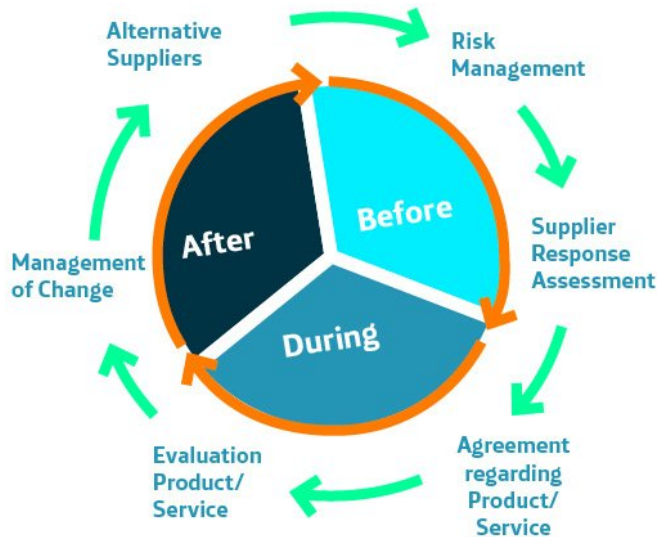 Alternative
Suppliers
Risk
Management
Before
After
Supplier
Response
Assessment
Management
of Change
During
Evaluation
Product/
Service
Agreement
regarding
Product/
Service